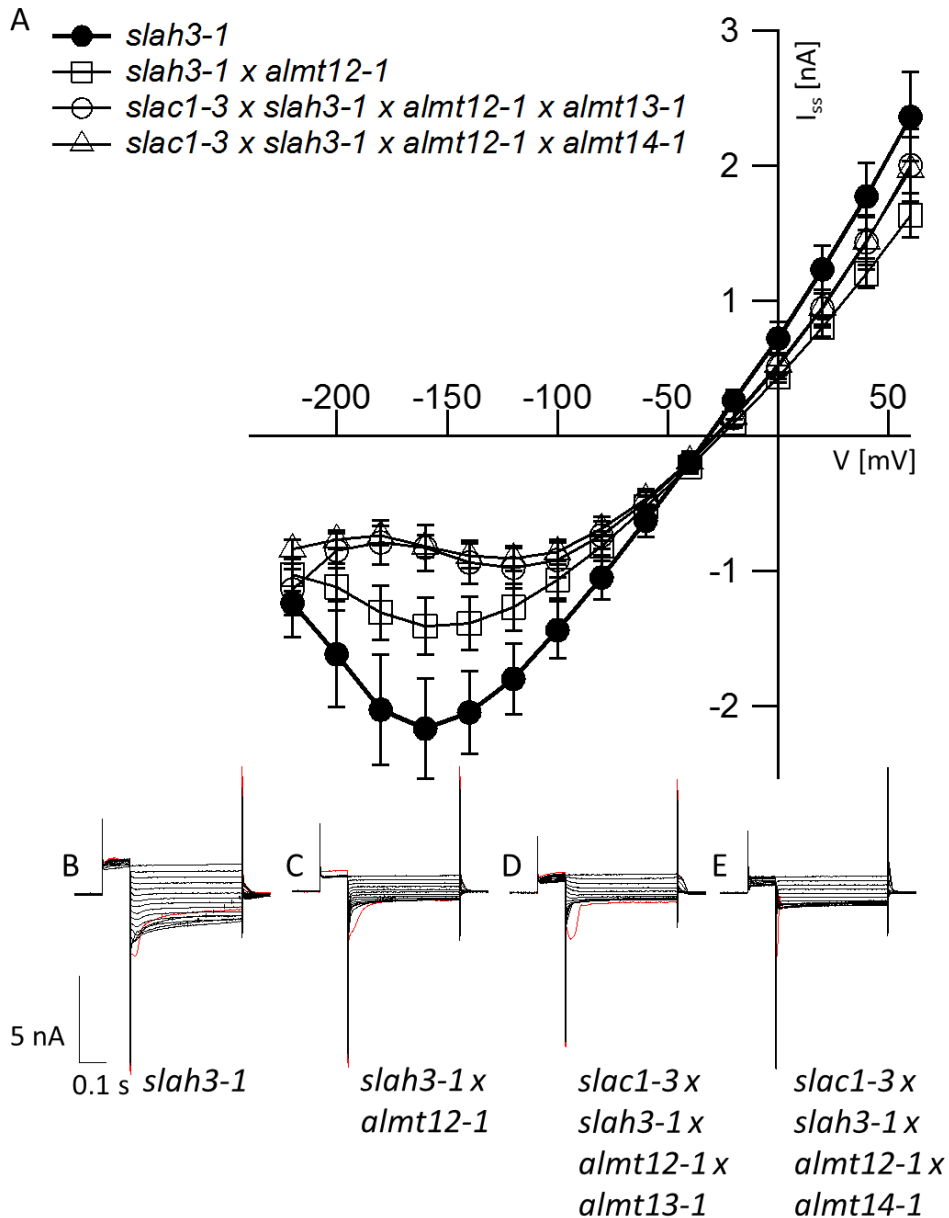 A
slah3-1
slah3-1 x almt12-1
slac1-3 x slah3-1 x almt12-1 x almt13-1
slac1-3 x slah3-1 x almt12-1 x almt14-1
3
Iss [nA]
2
1
-200 -150 -100 -50 50
V [mV]
-1
-2
B C D E
5 nA
0.1 s
slah3-1
slah3-1 x
almt12-1
slac1-3 x
slah3-1 x
almt12-1 x
almt13-1
slac1-3 x
slah3-1 x
almt12-1 x
almt14-1